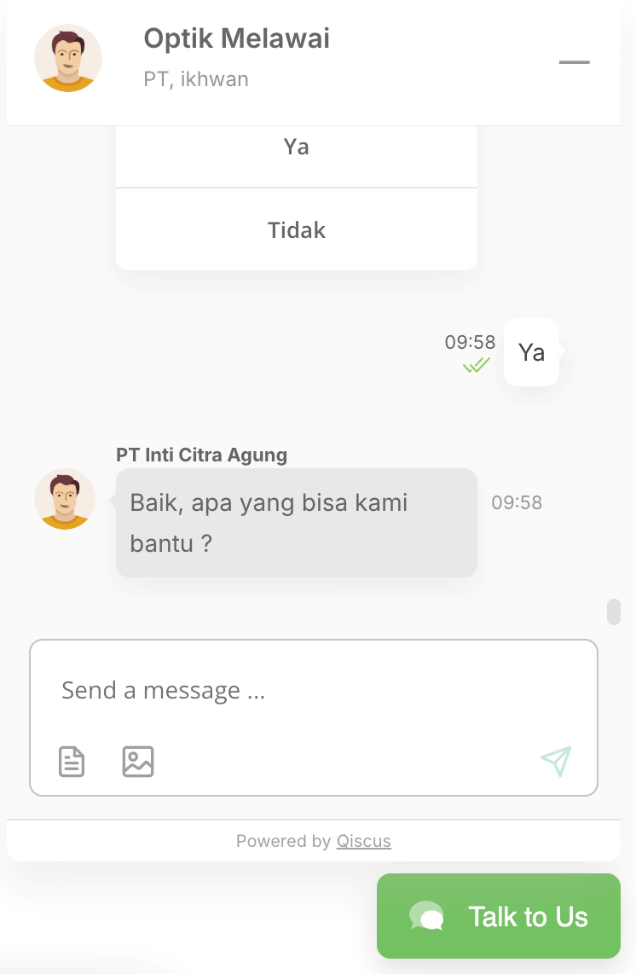 Optik Melawai
PT, ikhwan
Ya
Tidak
09:58
Ya
PT Inti Citra Agung
Baik, apa yang bisa kami
bantu ?
09:58
Send a message ...
Powered by Qiscus
Talk to Us